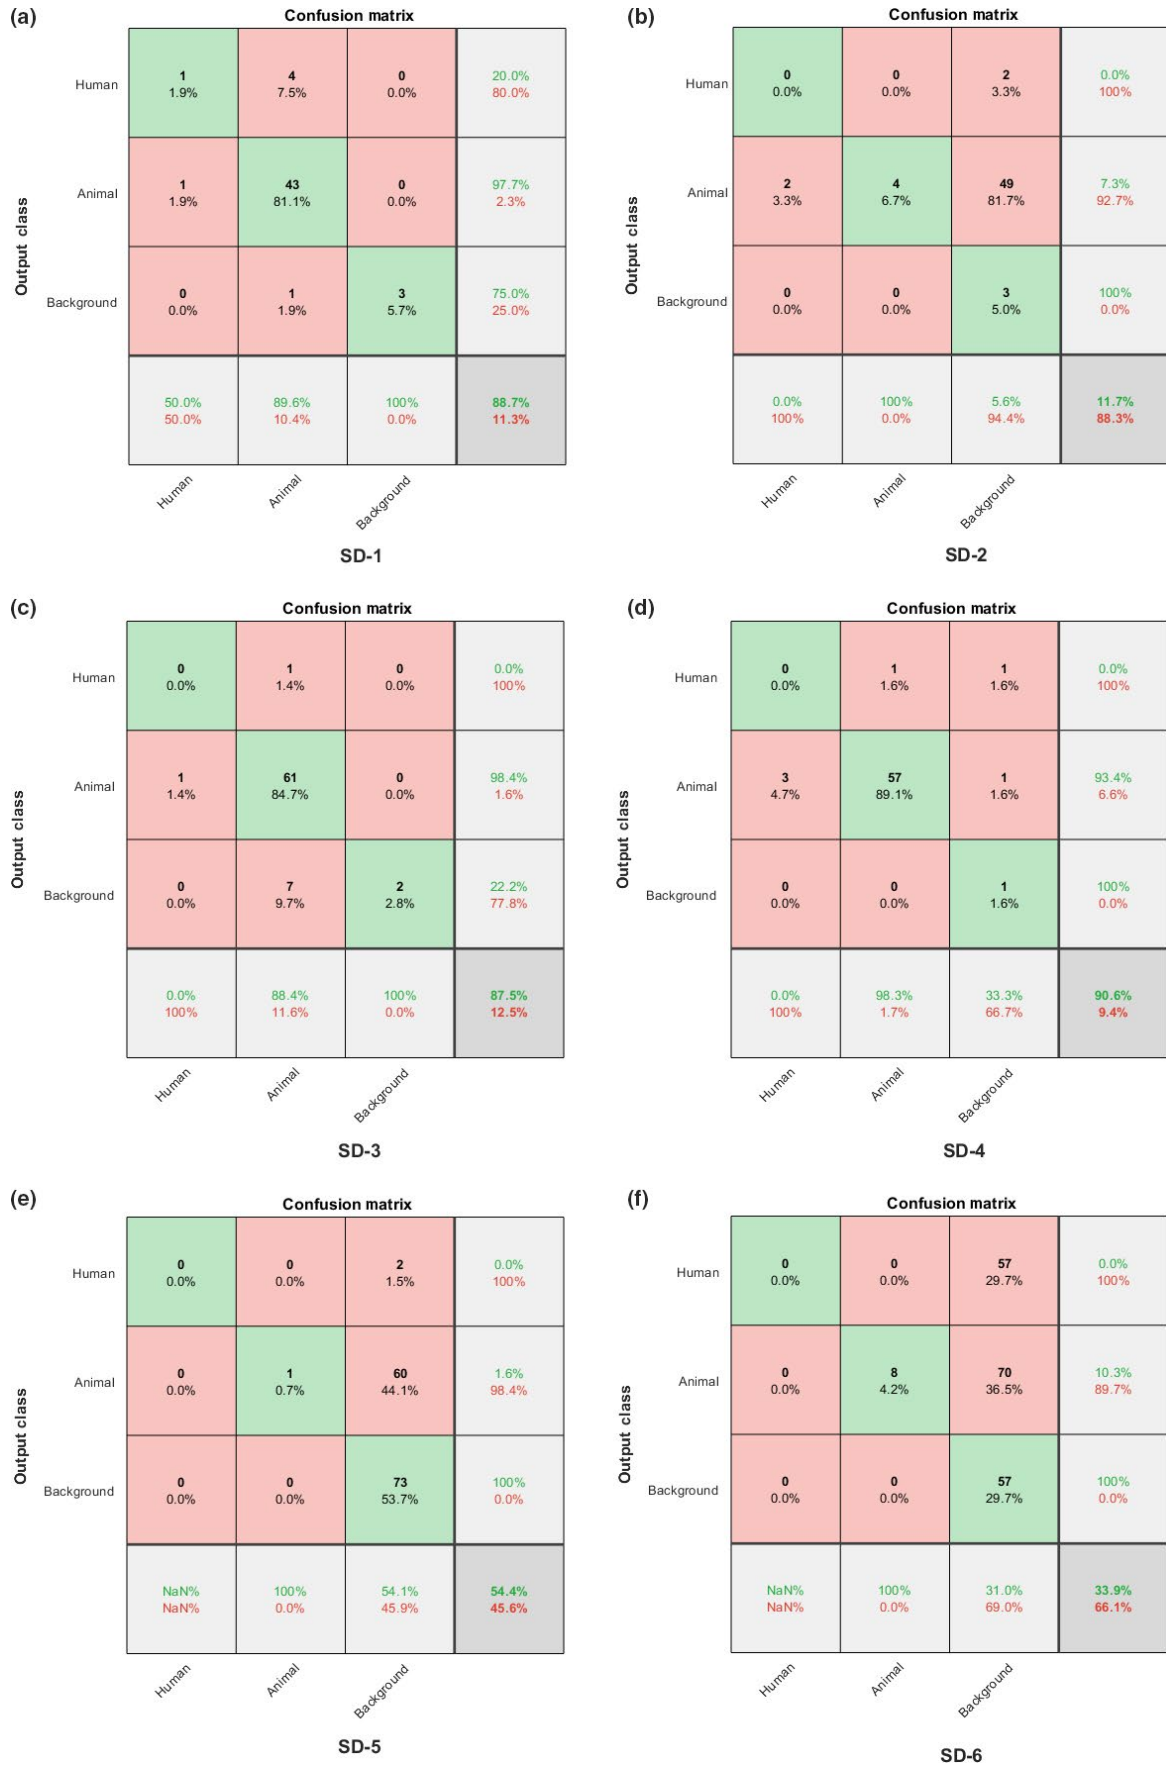 (a)
Confusion matrix
Human
1
1.9%
4
7.5%
0
0.0%
20.0%
80.0%
Animal
1
1.9%
43
81.1%
0
0.0%
97.7%
2.3%
Background
0
0.0%
1
1.9%
3
5.7%
75.0%
25.0%
50.0%
50.0%
89.6%
10.4%
100%
0.0%
88.7%
11.3%
Output class
Human
Animal
Background
SD-1
(b)
Confusion matrix
Human
0
0.0%
0
0.0%
2
3.3%
0.0%
100%
Animal
2
3.3%
4
6.7%
49
81.7%
7.3%
92.7%
Background
0
0.0%
0
0.0%
3
5.0%
100%
0.0%
0.0%
100%
100%
0.0%
5.6%
94.4%
11.7%
88.3%
Output class
Human
Animal
Background
SD-2
(c)
Confusion matrix
Human
0
0.0%
1
1.4%
0
0.0%
0.0%
100%
Animal
1
1.4%
61
84.7%
0
0.0%
98.4%
1.6%
Background
0
0.0%
7
9.7%
2
2.8%
22.2%
77.8%
0.0%
100%
88.4%
11.6%
100%
0.0%
87.5%
12.5%
Output class
Human
Animal
Background
SD-3
(d)
Confusion matrix
Human
0
0.0%
1
1.6%
1
1.6%
0.0%
100%
Animal
3
4.7%
57
89.1%
1
1.6%
93.4%
6.6%
Background
0
0.0%
0
0.0%
1
1.6%
100%
0.0%
0.0%
100%
98.3%
1.7%
33.3%
66.7%
90.6%
9.4%
Output class
Human
Animal
Background
SD-4
(e)
Confusion matrix
Human
0
0.0%
0
0.0%
2
1.5%
0.0%
100%
Animal
0
0.0%
1
0.7%
60
44.1%
1.6%
98.4%
Background
0
0.0%
0
0.0%
73
53.7%
100%
0.0%
NaN%
NaN%
100%
0.0%
54.1%
45.9%
54.4%
45.6%
Output class
Human
Animal
Background
SD-5
(f)
Confusion matrix
Human
0
0.0%
0
0.0%
57
29.7%
0.0%
100%
Animal
0
0.0%
8
4.2%
70
36.5%
10.3%
89.7%
Background
0
0.0%
0
0.0%
57
29.7%
100%
0.0%
NaN%
NaN%
100%
0.0%
31.0%
69.0%
33.9%
66.1%
Output class
Human
Animal
Background
SD-6